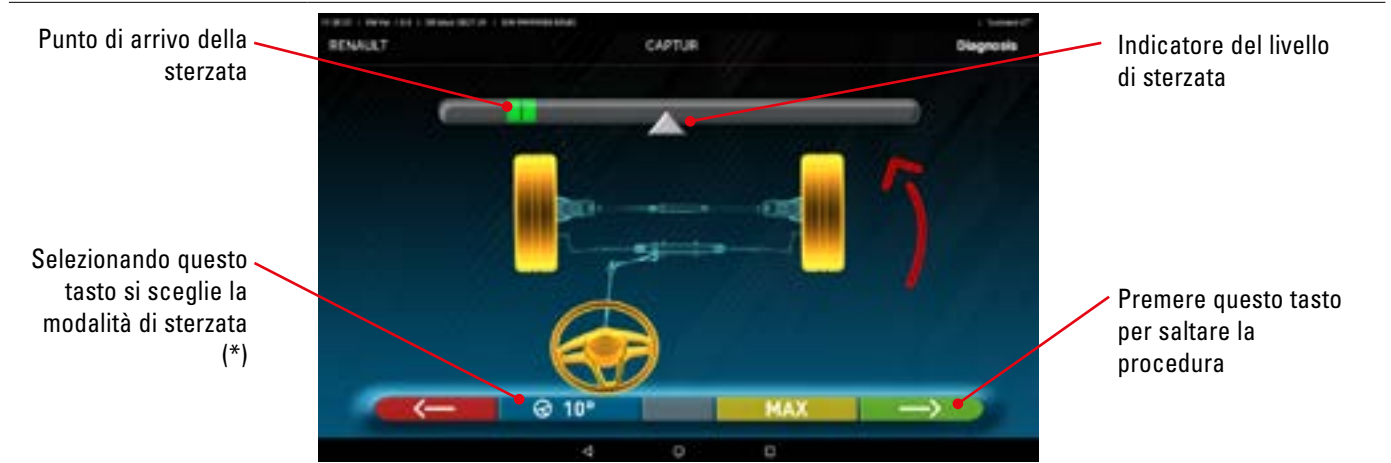 Punto di arrivo della
sterzata
RENAULT
CAPTUR
Diagnosis
Indicatore del livello
di sterzata
Selezionando questo
tasto si sceglie la
modalità di sterzata
(*)
Premere questo tasto
per saltare la
procedura
10°
MAX